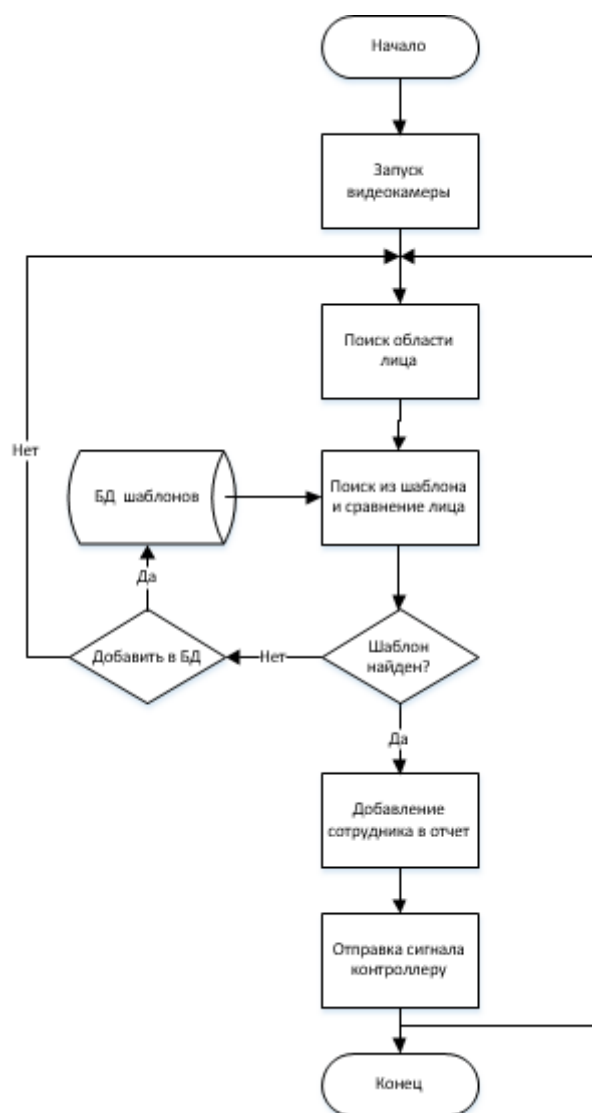 Начало
Запуск
видеокамеры
Поиск области
лица
Нет
БД шаблонов
Поиск из шаблона
и сравнение лица
Да
Добавить в БД
Нет
Шаблон
найден?
Да
Добавление
сотрудника в отчет
Отправка сигнала
контроллеру
Конец